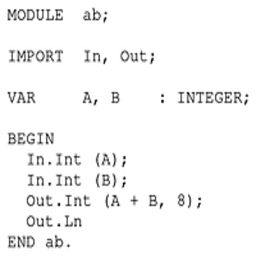 MODULE  ab;
IMPORT  In, Out;
VAR     A, B    : INTEGER;
BEGIN
  In.Int (A);
  In.Int (B);
  Out.Int (A + B, 8);
  Out.Ln
END ab.